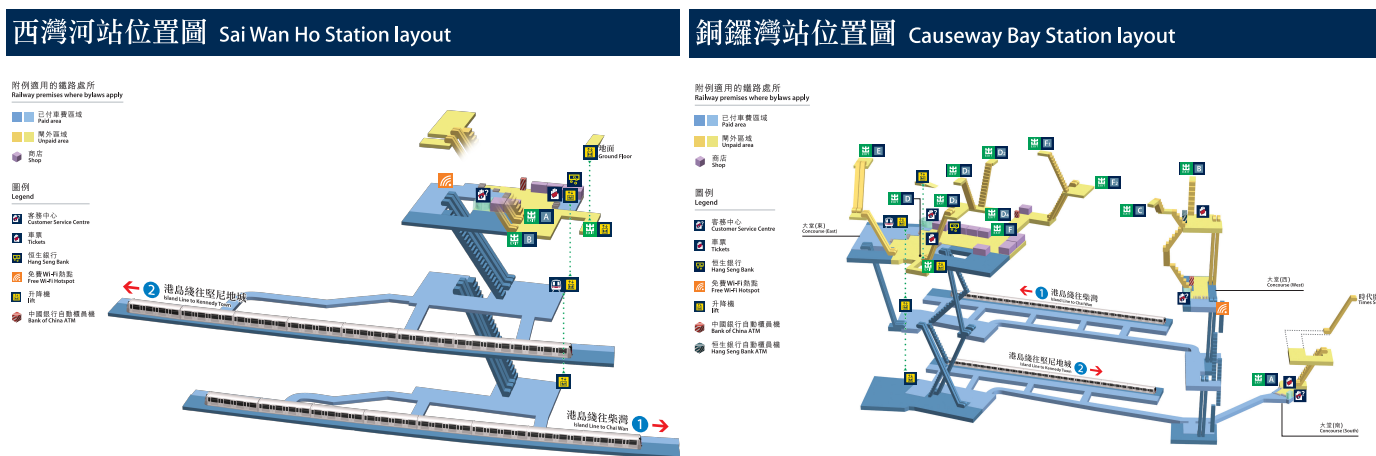 西灣河站位置圖 Sai Wan Ho Station layout
附例適用的鐵路處所
Railway premises where bylaws apply
已付車費區域
Paid area
閘外區域
Unpaid area
商店
Shop
圖例
Legend
客務中心
Customer Service Centre
車票
Tickets
恒生銀行
Hang Seng Bank
免費Wi-Fi熱點
Free Wi-Fi Hotspot
升降機
lift
中國銀行自動櫃員機
Bank of China ATM
地面
Ground Floor
A
B
2 港島綫往堅尼地城
Island Line to Kennedy Town
港島綫往柴灣 1
Island Line to Chai Wan
銅鑼灣站位置圖 Causeway Bay Station layout
附例適用的鐵路處所
Railway premises where bylaws apply
已付車費區域
Paid area
閘外區域
Unpaid area
商店
Shop
圖例
Legend
客務中心
Customer Service Centre
車票
Tickets
恒生銀行
Hang Seng Bank
免費Wi-Fi熱點
Free Wi-Fi Hotspot
升降機
lift
中國銀行自動櫃員機
Bank of China ATM
恒生銀行自動櫃員機
Hang Seng Bank ATM
E
F1
D2
D1
D
D3
F
F2
B
C
大堂(東)
Concourse (East)
大堂(西)
Concourse (West)
1 港島綫往柴灣
Island Line to Chai Wan
港島綫往堅尼地城 2
Island Line to Kennedy Town
時代
Times S
A
大堂(南)
Concourse (South)